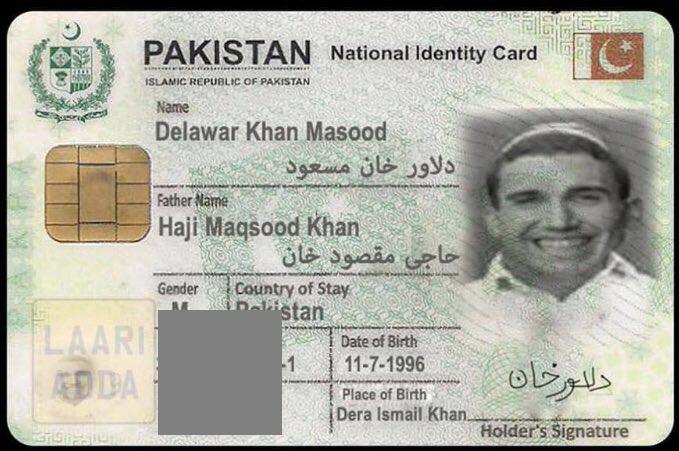 PAKISTAN National Identity Card
ISLAMIC REPUBLIC OF PAKISTAN
Name
Delawar Khan Masood
دلاور خان مسعود
Father Name
Haji Maqsood Khan
حاجی مقصود خان
Gender Country of Stay
M Pakistan
LAARI
ADDA
-1
Date of Birth
11-7-1996
Place of Birth
Dera Ismail Khan
دلاور خان
Holder's Signature